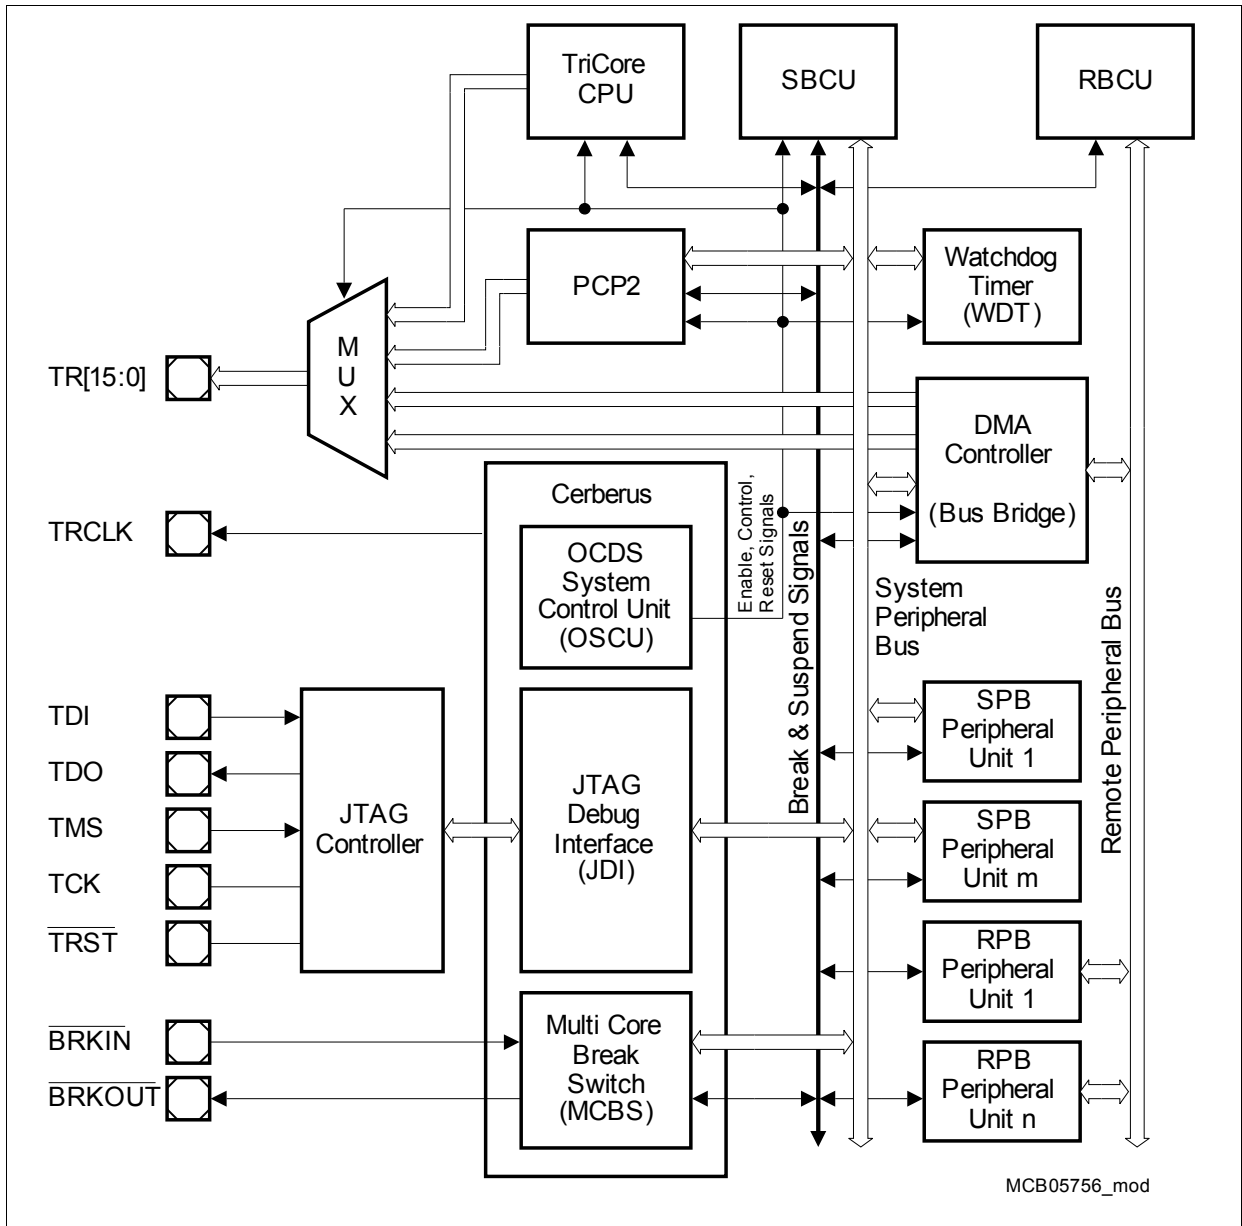 TriCore
CPU
SBCU
RBCU
PCP2
Watchdog
Timer
(WDT)
M
U
X
TR[15:0]
DMA
Controller
(Bus Bridge)
Cerberus
TRCLK
OCDS
System
Control Unit
(OSCU)
Enable, Control,
Reset Signals
Break & Suspend Signals
System
Peripheral
Bus
Remote Peripheral Bus
TDI
TDO
TMS
TCK
TRST
JTAG
Controller
JTAG
Debug
Interface
(JDI)
SPB
Peripheral
Unit 1
SPB
Peripheral
Unit m
RPB
Peripheral
Unit 1
BRKIN
BRKOUT
Multi Core
Break
Switch
(MCBS)
RPB
Peripheral
Unit n
MCB05756_mod